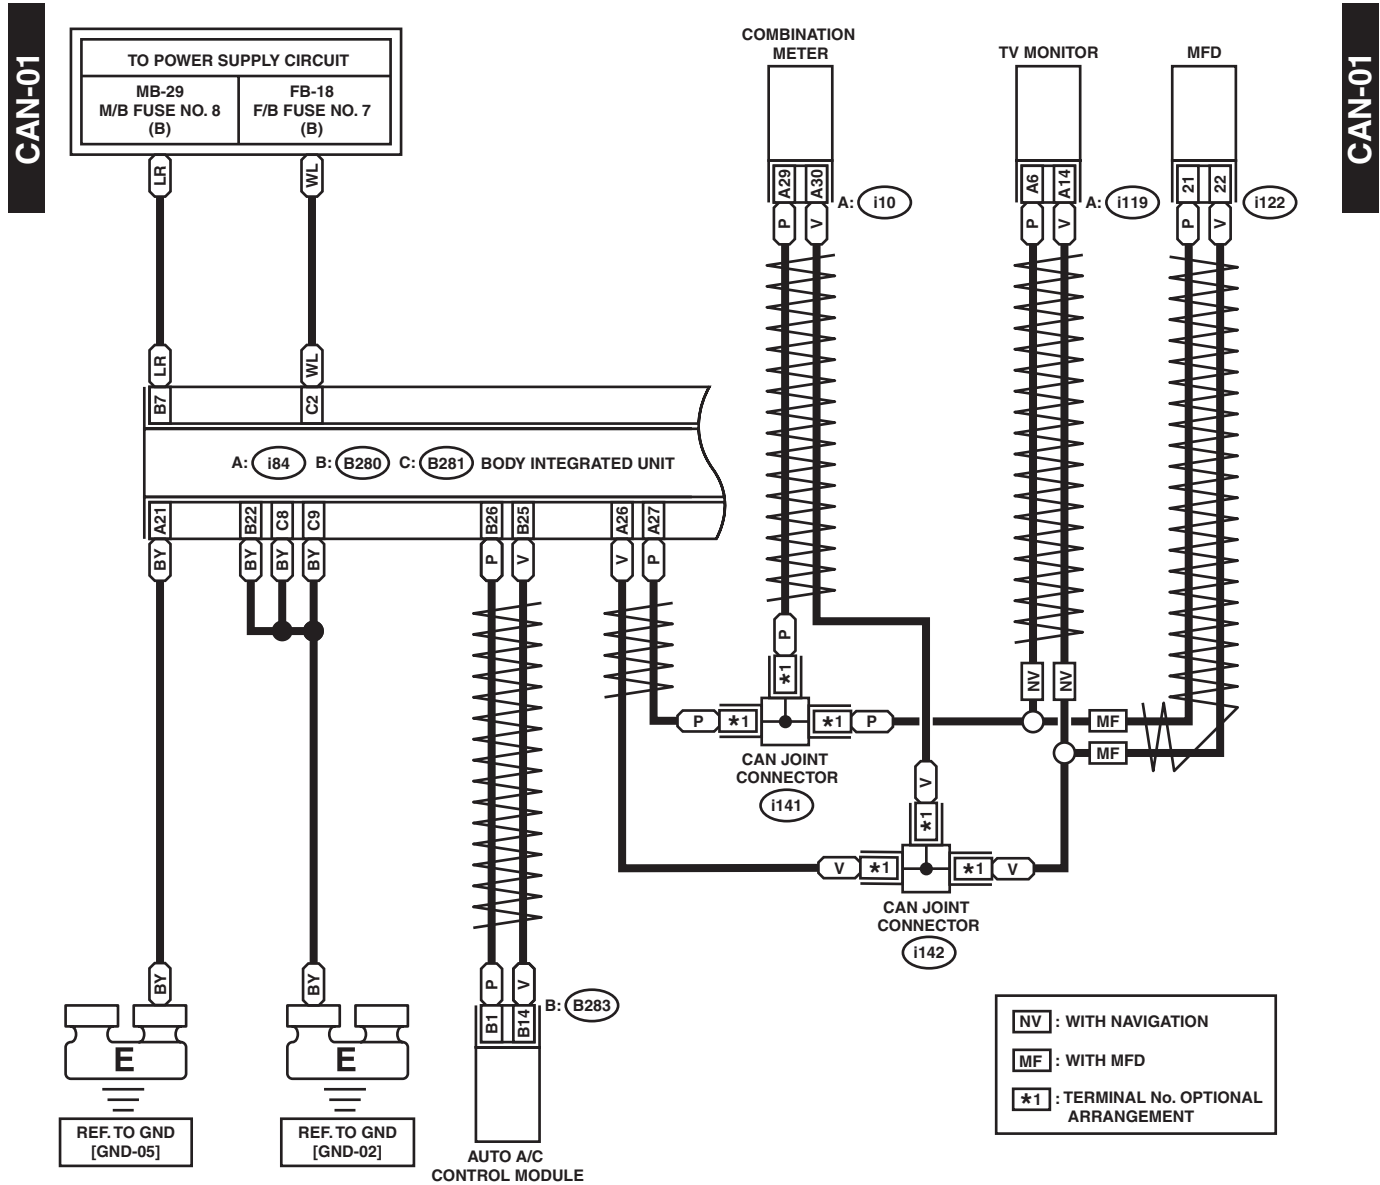 CAN-01
CAN-01
TO POWER SUPPLY CIRCUIT
MB-29
M/B FUSE NO. 8
(B)
FB-18
F/B FUSE NO. 7
(B)
LR
WL
LR
WL
B7
C2
A: i84 B: B280 C: B281 BODY INTEGRATED UNIT
A21
B22
C8
C9
B26
B25
A26
A27
BY
BY
BY
BY
P
V
V
P
COMBINATION
METER
A29
A30
A: i10
P
V
TV MONITOR
A6
A14
A: i119
P
V
MFD
21
22
i122
P
V
NV
NV
P
*1
P
*1
*1
P
MF
MF
CAN JOINT
CONNECTOR
i141
V
*1
V
*1
*1
V
CAN JOINT
CONNECTOR
i142
BY
BY
P
V
B1
B14
B: B283
AUTO A/C
CONTROL MODULE
E
E
REF. TO GND
[GND-05]
REF. TO GND
[GND-02]
NV : WITH NAVIGATION
MF : WITH MFD
*1 : TERMINAL No. OPTIONAL
ARRANGEMENT